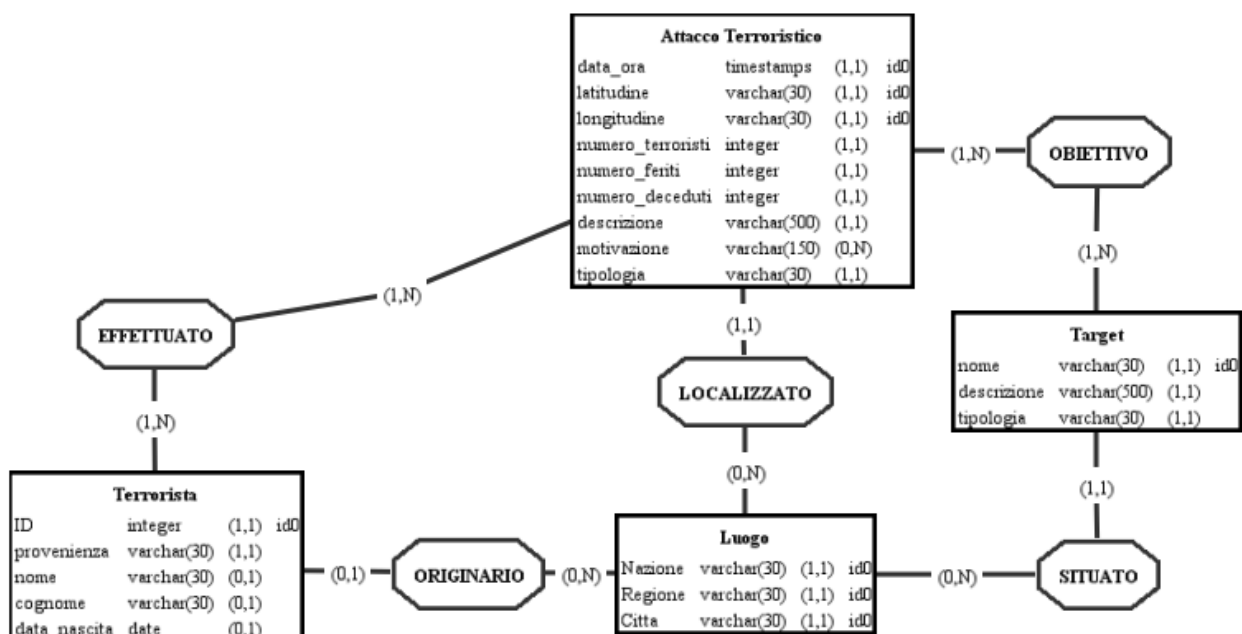 Attacco Terroristico
data_ora timestamps (1,1) id0
latitudine varchar(30) (1,1) id0
longitudine varchar(30) (1,1) id0
numero_terroristi integer (1,1)
numero_feriti integer (1,1)
numero_deceduti integer (1,1)
descrizione varchar(500) (1,1)
motivazione varchar(150) (0,N)
tipologia varchar(30) (1,1)
(1,N)
OBIETTIVO
(1,N)
(1,N)
EFFETTUATO
(1,N)
(1,1)
LOCALIZZATO
(0,N)
Target
nome varchar(30) (1,1) id0
descrizione varchar(500) (1,1)
tipologia varchar(30) (1,1)
(1,1)
Terrorista
ID integer (1,1) id0
provenienza varchar(30) (1,1)
nome varchar(30) (0,1)
cognome varchar(30) (0,1)
data_nascita date (0,1)
(0,1)
ORIGINARIO
(0,N)
Luogo
Nazione varchar(30) (1,1) id0
Regione varchar(30) (1,1) id0
Citta varchar(30) (1,1) id0
(0,N)
SITUATO